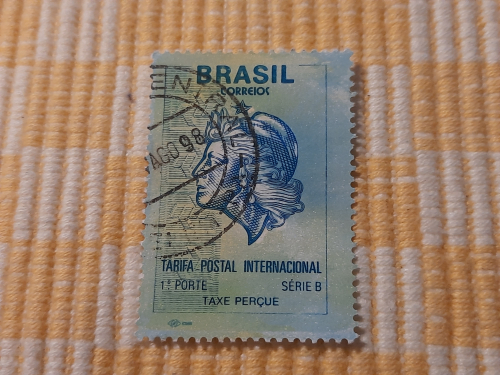 BRASIL
CORREIOS
AGO 98
TARIFA POSTAL INTERNACIONAL
1º PORTE SÉRIE B
TAXE PERÇUE